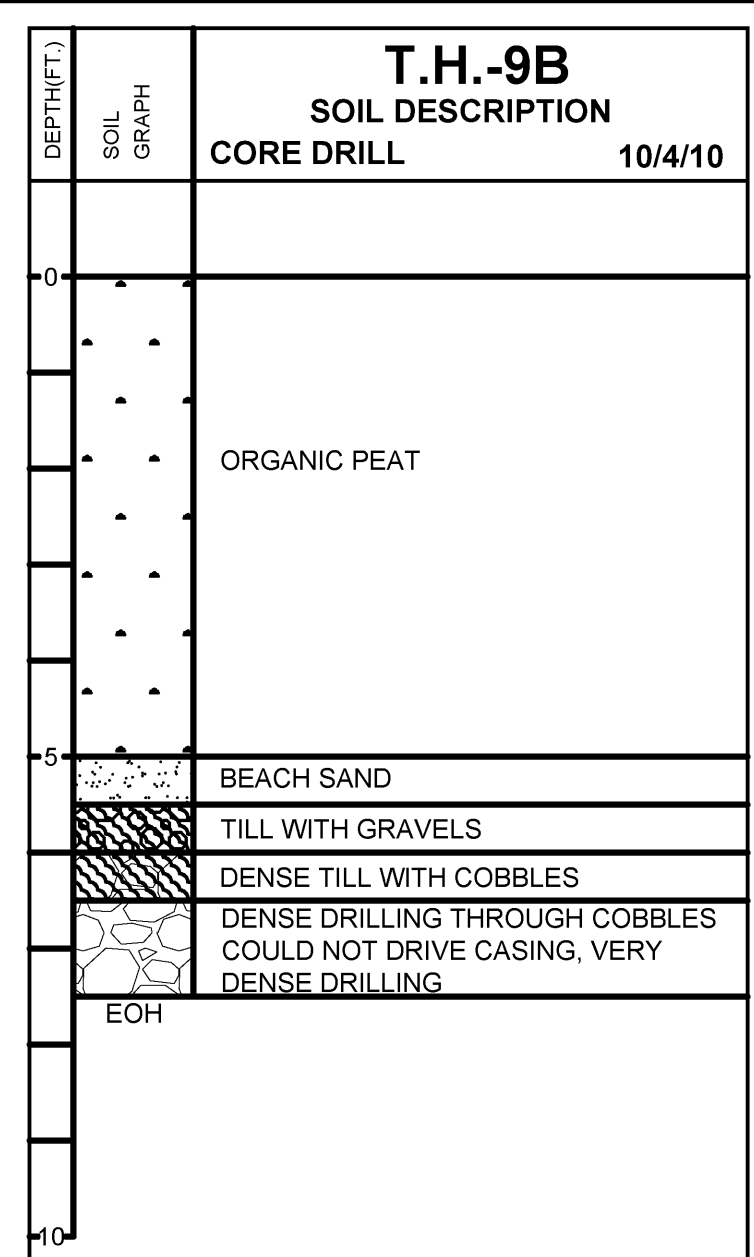 DEPTH(FT.)
SOIL
GRAPH
T.H.-9B
SOIL DESCRIPTION
CORE DRILL 10/4/10
0
ORGANIC PEAT
5
BEACH SAND
TILL WITH GRAVELS
DENSE TILL WITH COBBLES
DENSE DRILLING THROUGH COBBLES
COULD NOT DRIVE CASING, VERY
DENSE DRILLING
EOH
10